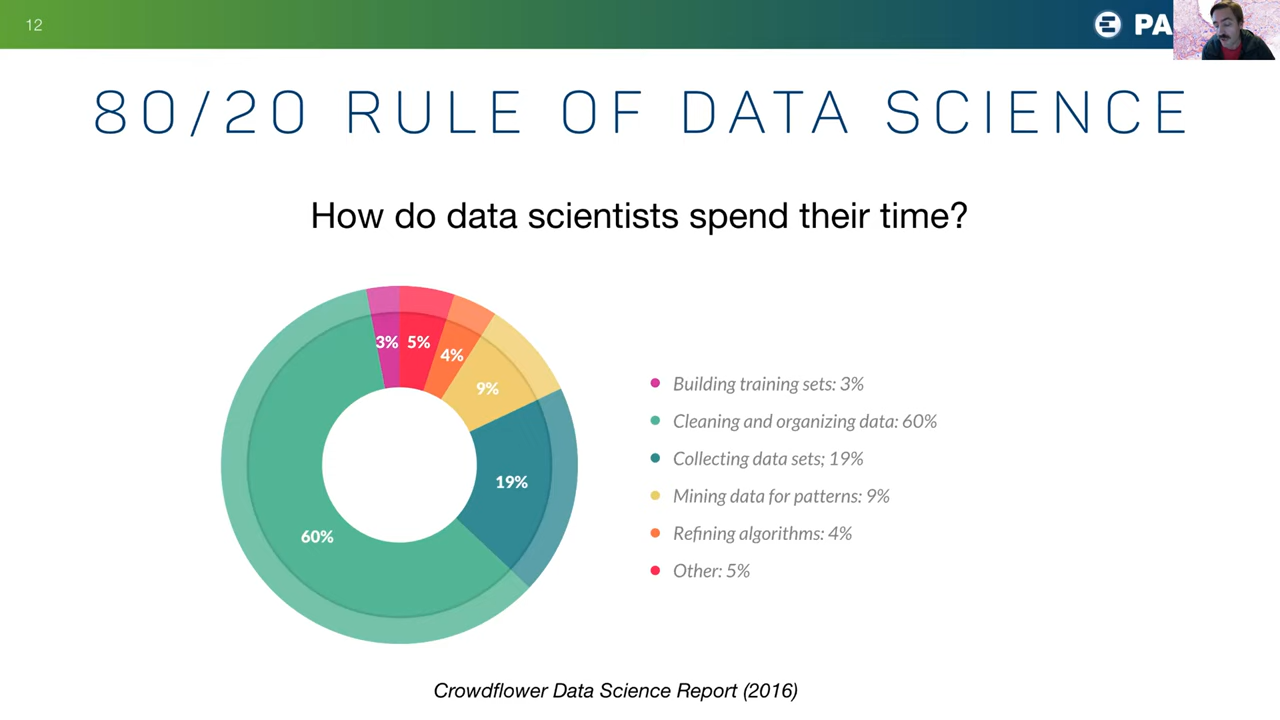 12
PA
80/20 RULE OF DATA SCIENCE
How do data scientists spend their time?
3%
5%
4%
9%
19%
60%
Building training sets: 3%
Cleaning and organizing data: 60%
Collecting data sets; 19%
Mining data for patterns: 9%
Refining algorithms: 4%
Other: 5%
Crowdflower Data Science Report (2016)